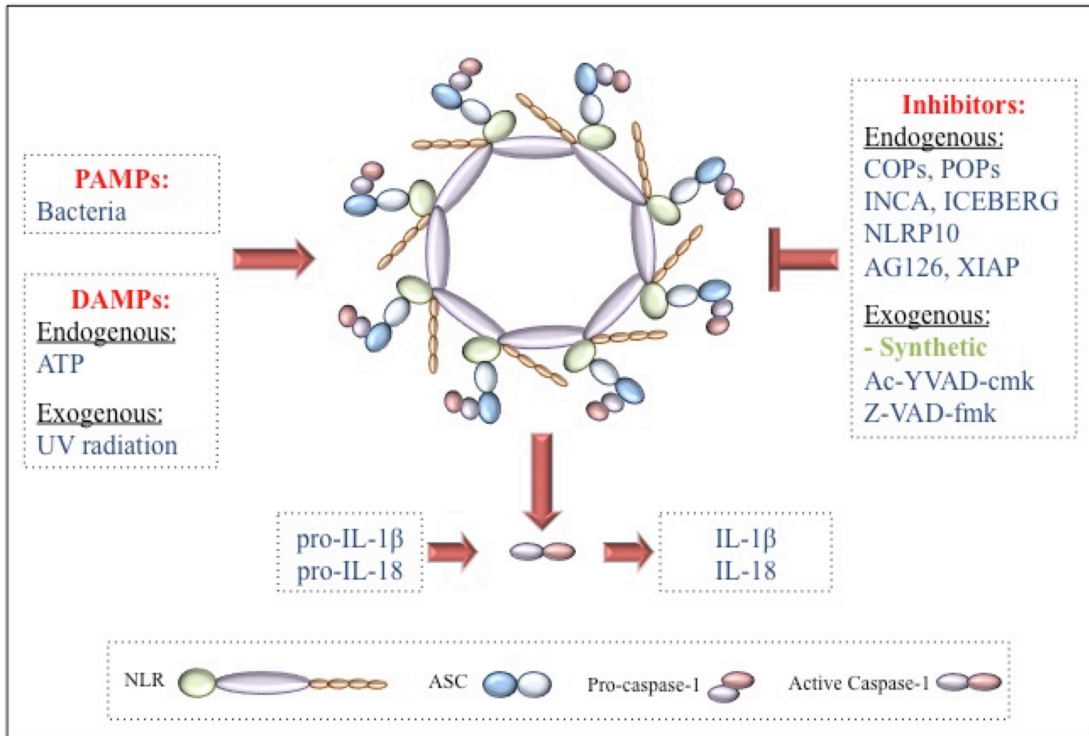 PAMPs:
Bacteria
DAMPs:
Endogenous:
ATP
Exogenous:
UV radiation
Inhibitors:
Endogenous:
COPs, POPs
INCA, ICEBERG
NLRP10
AG126, XIAP
Exogenous:
- Synthetic
Ac-YVAD-cmk
Z-VAD-fmk
pro-IL-1β
pro-IL-18
IL-1β
IL-18
NLR
ASC
Pro-caspase-1
Active Caspase-1